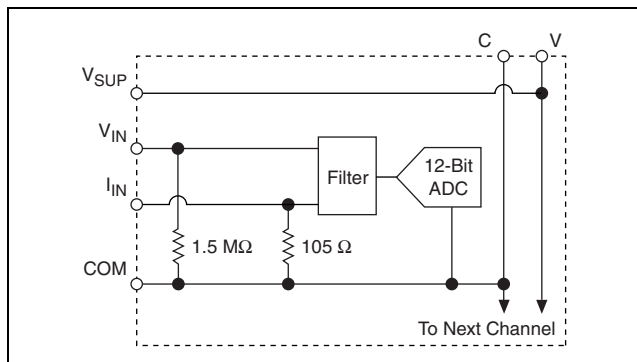 C V
V_SUP
V_IN
I_IN
Filter
12-Bit
ADC
1.5 MΩ
105 Ω
COM
To Next Channel